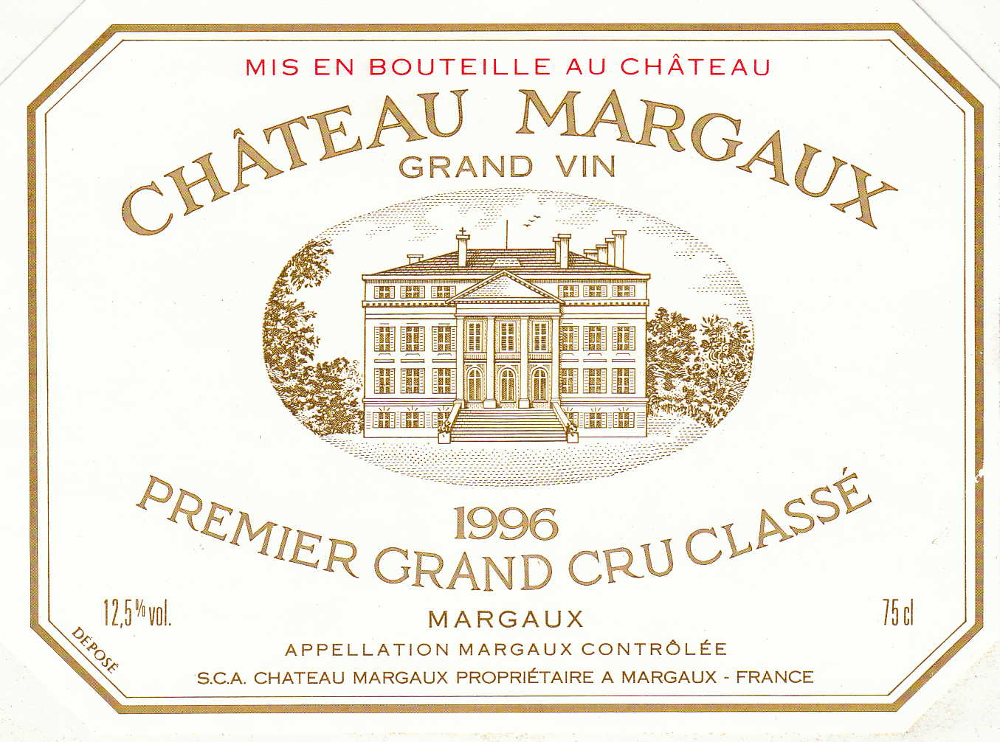 MIS EN BOUTEILLE AU CHÂTEAU
CHÂTEAU MARGAUX
GRAND VIN
1996
PREMIER GRAND CRU CLASSÉ
12,5% vol.
75 cl
MARGAUX
DÉPOSÉ
APPELLATION MARGAUX CONTRÔLÉE
S.C.A. CHATEAU MARGAUX PROPRIÉTAIRE A MARGAUX - FRANCE